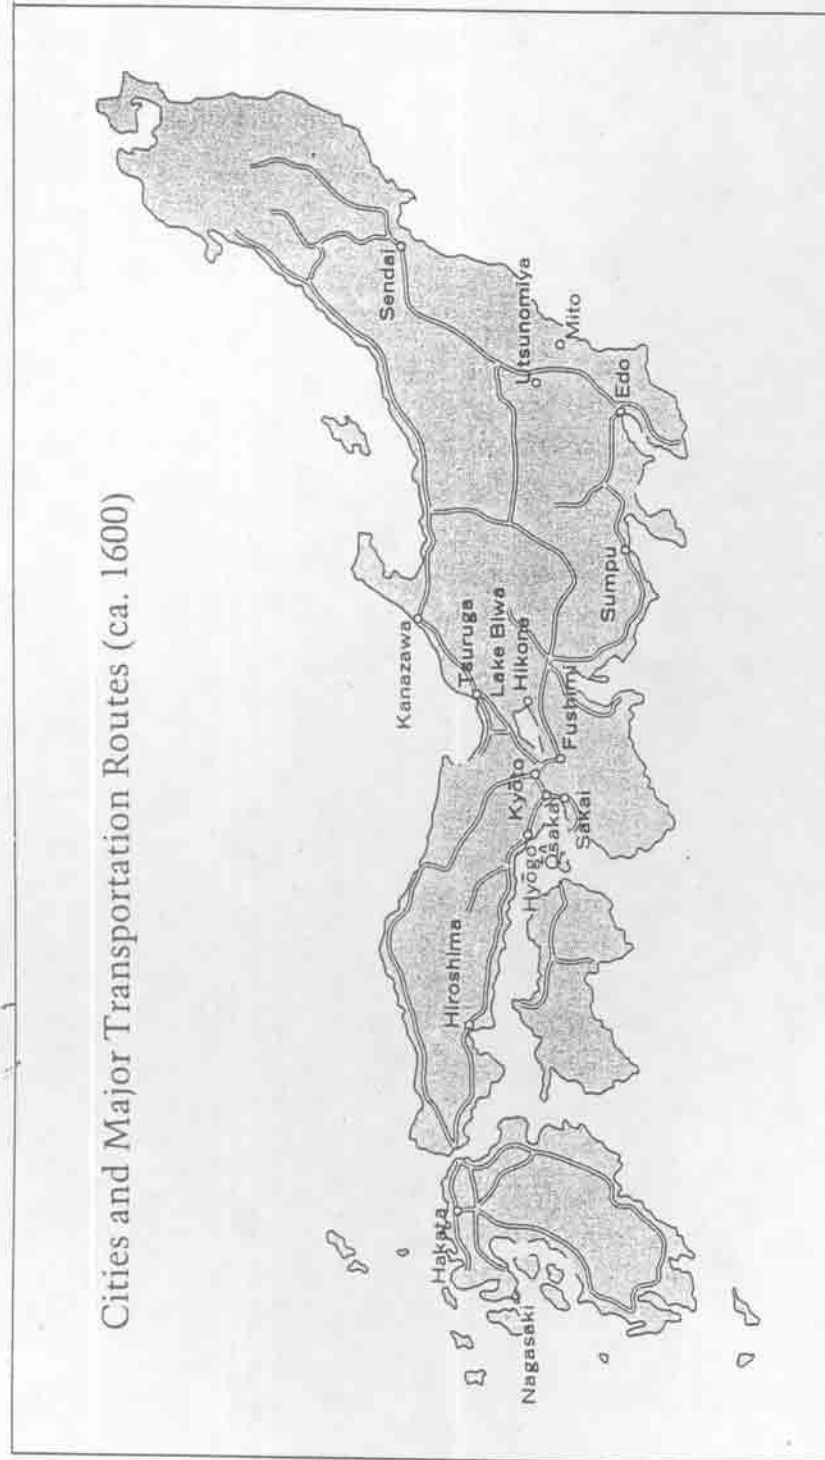 Cities and Major Transportation Routes (ca. 1600)
Sendai
Utsunomiya
Mito
Edo
Kanazawa
Tsuruga
Lake Biwa
Hikone
Sumpu
Fushimi
Kyōto
Ōsaka
Sakai
Hyōgo
Hiroshima
Hakata
Nagasaki